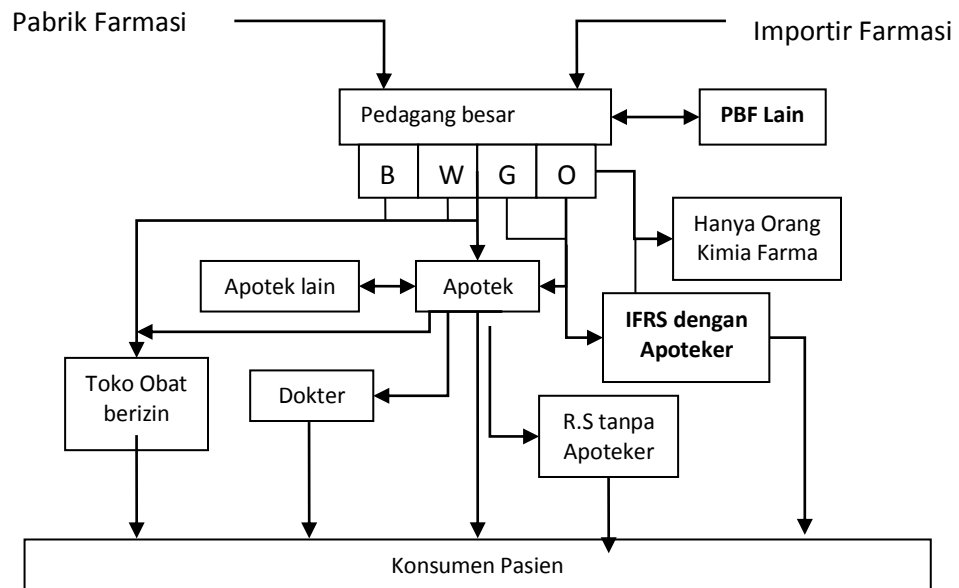 Pabrik Farmasi
Importir Farmasi
Pedagang besar
PBF Lain
B W G O
Hanya Orang
Kimia Farma
Apotek lain
Apotek
IFRS dengan
Apoteker
Toko Obat
berizin
Dokter
R.S tanpa
Apoteker
Konsumen Pasien